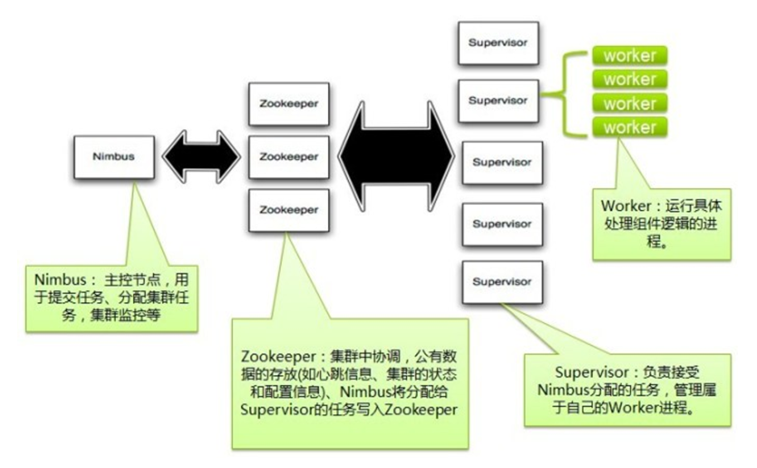 Supervisor
worker
worker
worker
worker
Supervisor
Zookeeper
Nimbus
Zookeeper
Supervisor
Zookeeper
Supervisor
Supervisor
Worker：运行具体
处理组件逻辑的进
程。
Nimbus： 主控节点，用
于提交任务、分配集群任
务，集群监控等
Zookeeper：集群中协调，公有数
据的存放(如心跳信息、集群的状态
和配置信息)、Nimbus将分配给
Supervisor的任务写入Zookeeper
Supervisor：负责接受
Nimbus分配的任务，管理属
于自己的Worker进程。